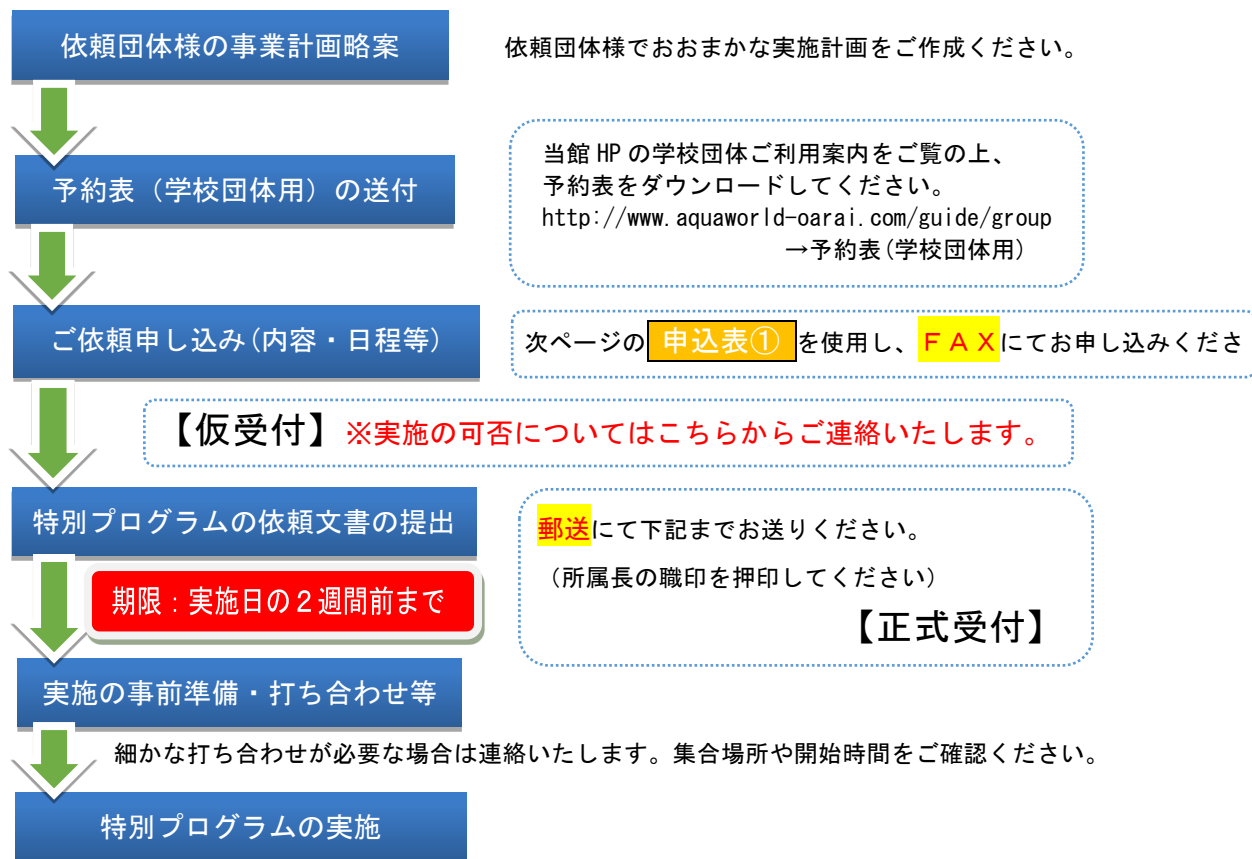 依頼団体様の事業計画略案
依頼団体様でおおまかな実施計画をご作成ください。
予約表（学校団体用）の送付
当館 HP の学校団体ご利用案内をご覧の上、
予約表をダウンロードしてください。
http://www.aquaworld-oarai.com/guide/group
→予約表(学校団体用)
ご依頼申し込み(内容・日程等)
次ページの 申込表① を使用し、ＦＡＸにてお申し込みくださ
【仮受付】※実施の可否についてはこちらからご連絡いたします。
特別プログラムの依頼文書の提出
郵送にて下記までお送りください。
（所属長の職印を押印してください）
【正式受付】
期限：実施日の２週間前まで
実施の事前準備・打ち合わせ等
細かな打ち合わせが必要な場合は連絡いたします。集合場所や開始時間をご確認ください。
特別プログラムの実施